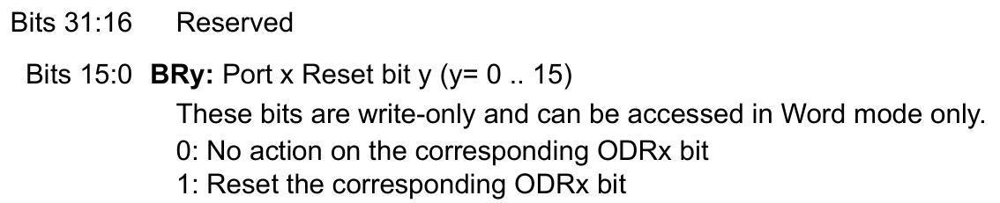 Bits 31:16 Reserved
Bits 15:0 BRy: Port x Reset bit y (y= 0 .. 15)
These bits are write-only and can be accessed in Word mode only.
0: No action on the corresponding ODRx bit
1: Reset the corresponding ODRx bit